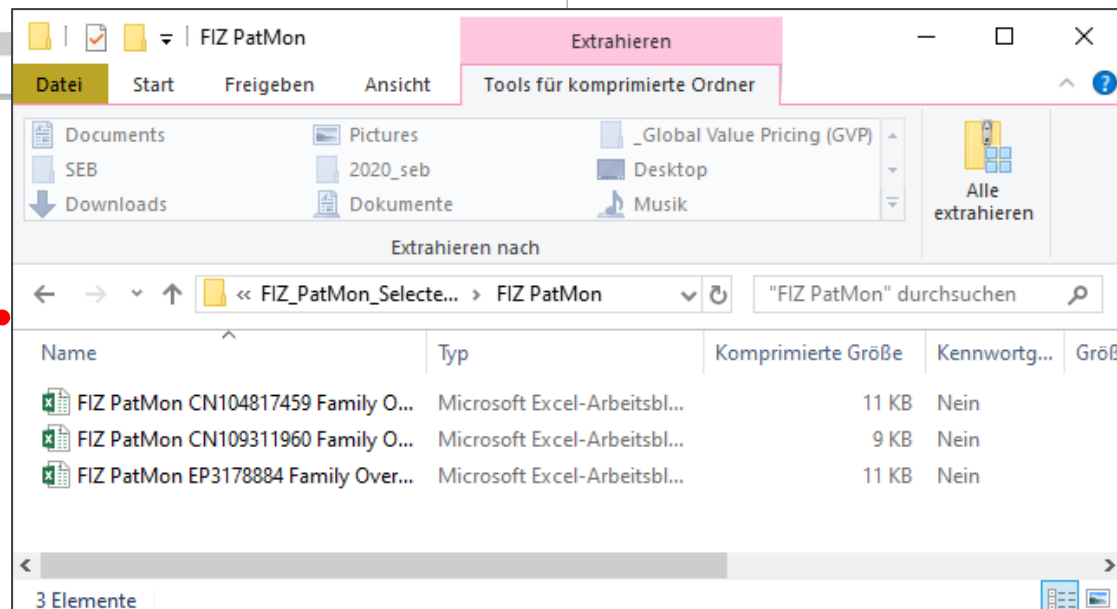 FIZ PatMon Extrahieren
Datei Start Freigeben Ansicht Tools für komprimierte Ordner
Documents Pictures _Global Value Pricing (GVP)
SEB 2020_seb Desktop
Downloads Dokumente Musik
Alle
extrahieren
Extrahieren nach
« FIZ_PatMon_Selecte... > FIZ PatMon "FIZ PatMon" durchsuchen
Name Typ Komprimierte Größe Kennwortg... Größ
FIZ PatMon CN104817459 Family O... Microsoft Excel-Arbeitsbl... 11 KB Nein
FIZ PatMon CN109311960 Family O... Microsoft Excel-Arbeitsbl... 9 KB Nein
FIZ PatMon EP3178884 Family Over... Microsoft Excel-Arbeitsbl... 11 KB Nein
3 Elemente